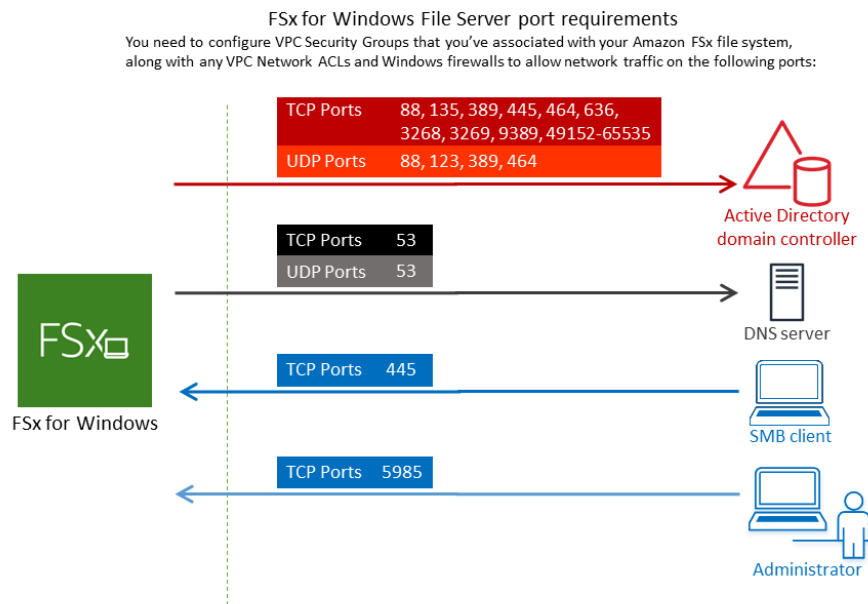 FSx for Windows File Server port requirements
You need to configure VPC Security Groups that you've associated with your Amazon FSx file system,
along with any VPC Network ACLs and Windows firewalls to allow network traffic on the following ports:
TCP Ports 88, 135, 389, 445, 464, 636,
3268, 3269, 9389, 49152-65535
UDP Ports 88, 123, 389, 464
Active Directory
domain controller
TCP Ports 53
UDP Ports 53
DNS server
FSx
FSx for Windows
TCP Ports 445
SMB client
TCP Ports 5985
Administrator